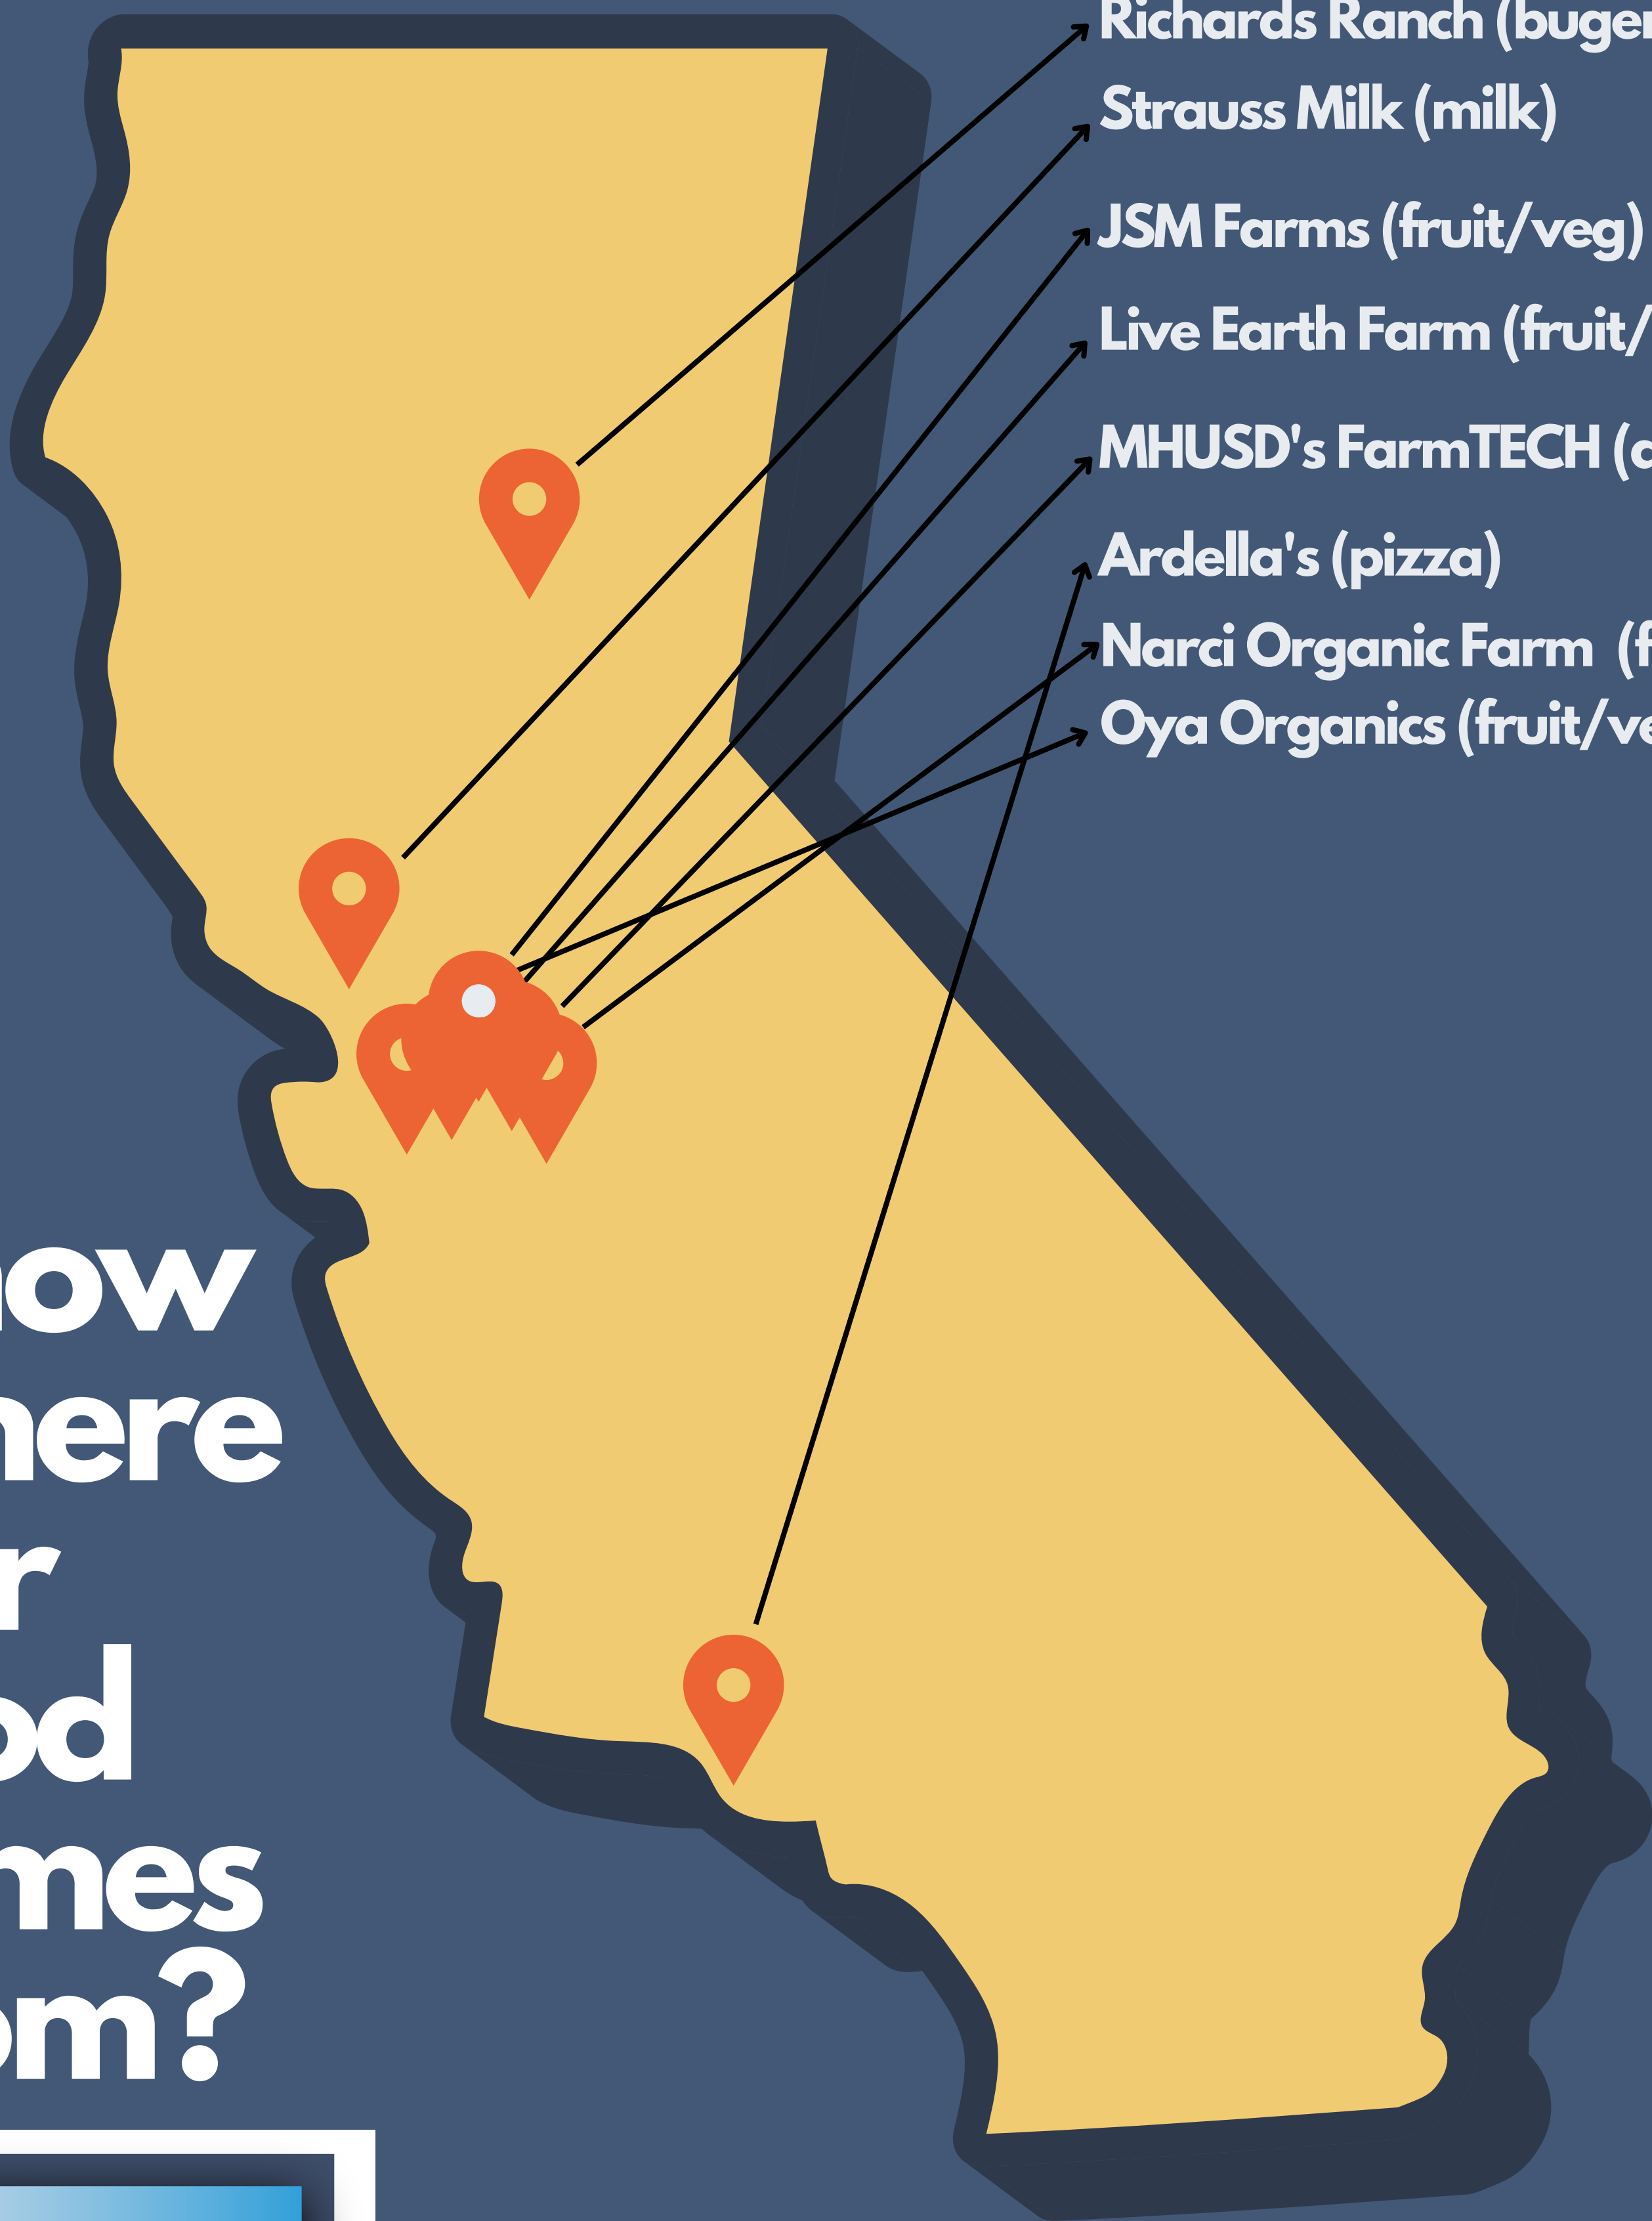 Richards Ranch (buger
Strauss Milk (milk)
JSM Farms (fruit/veg)
Live Earth Farm (fruit/
MHUSD's FarmTECH (
Ardella's (pizza)
Narci Organic Farm (f
Oya Organics (fruit/ve
ow
here
r
od
mes
om?